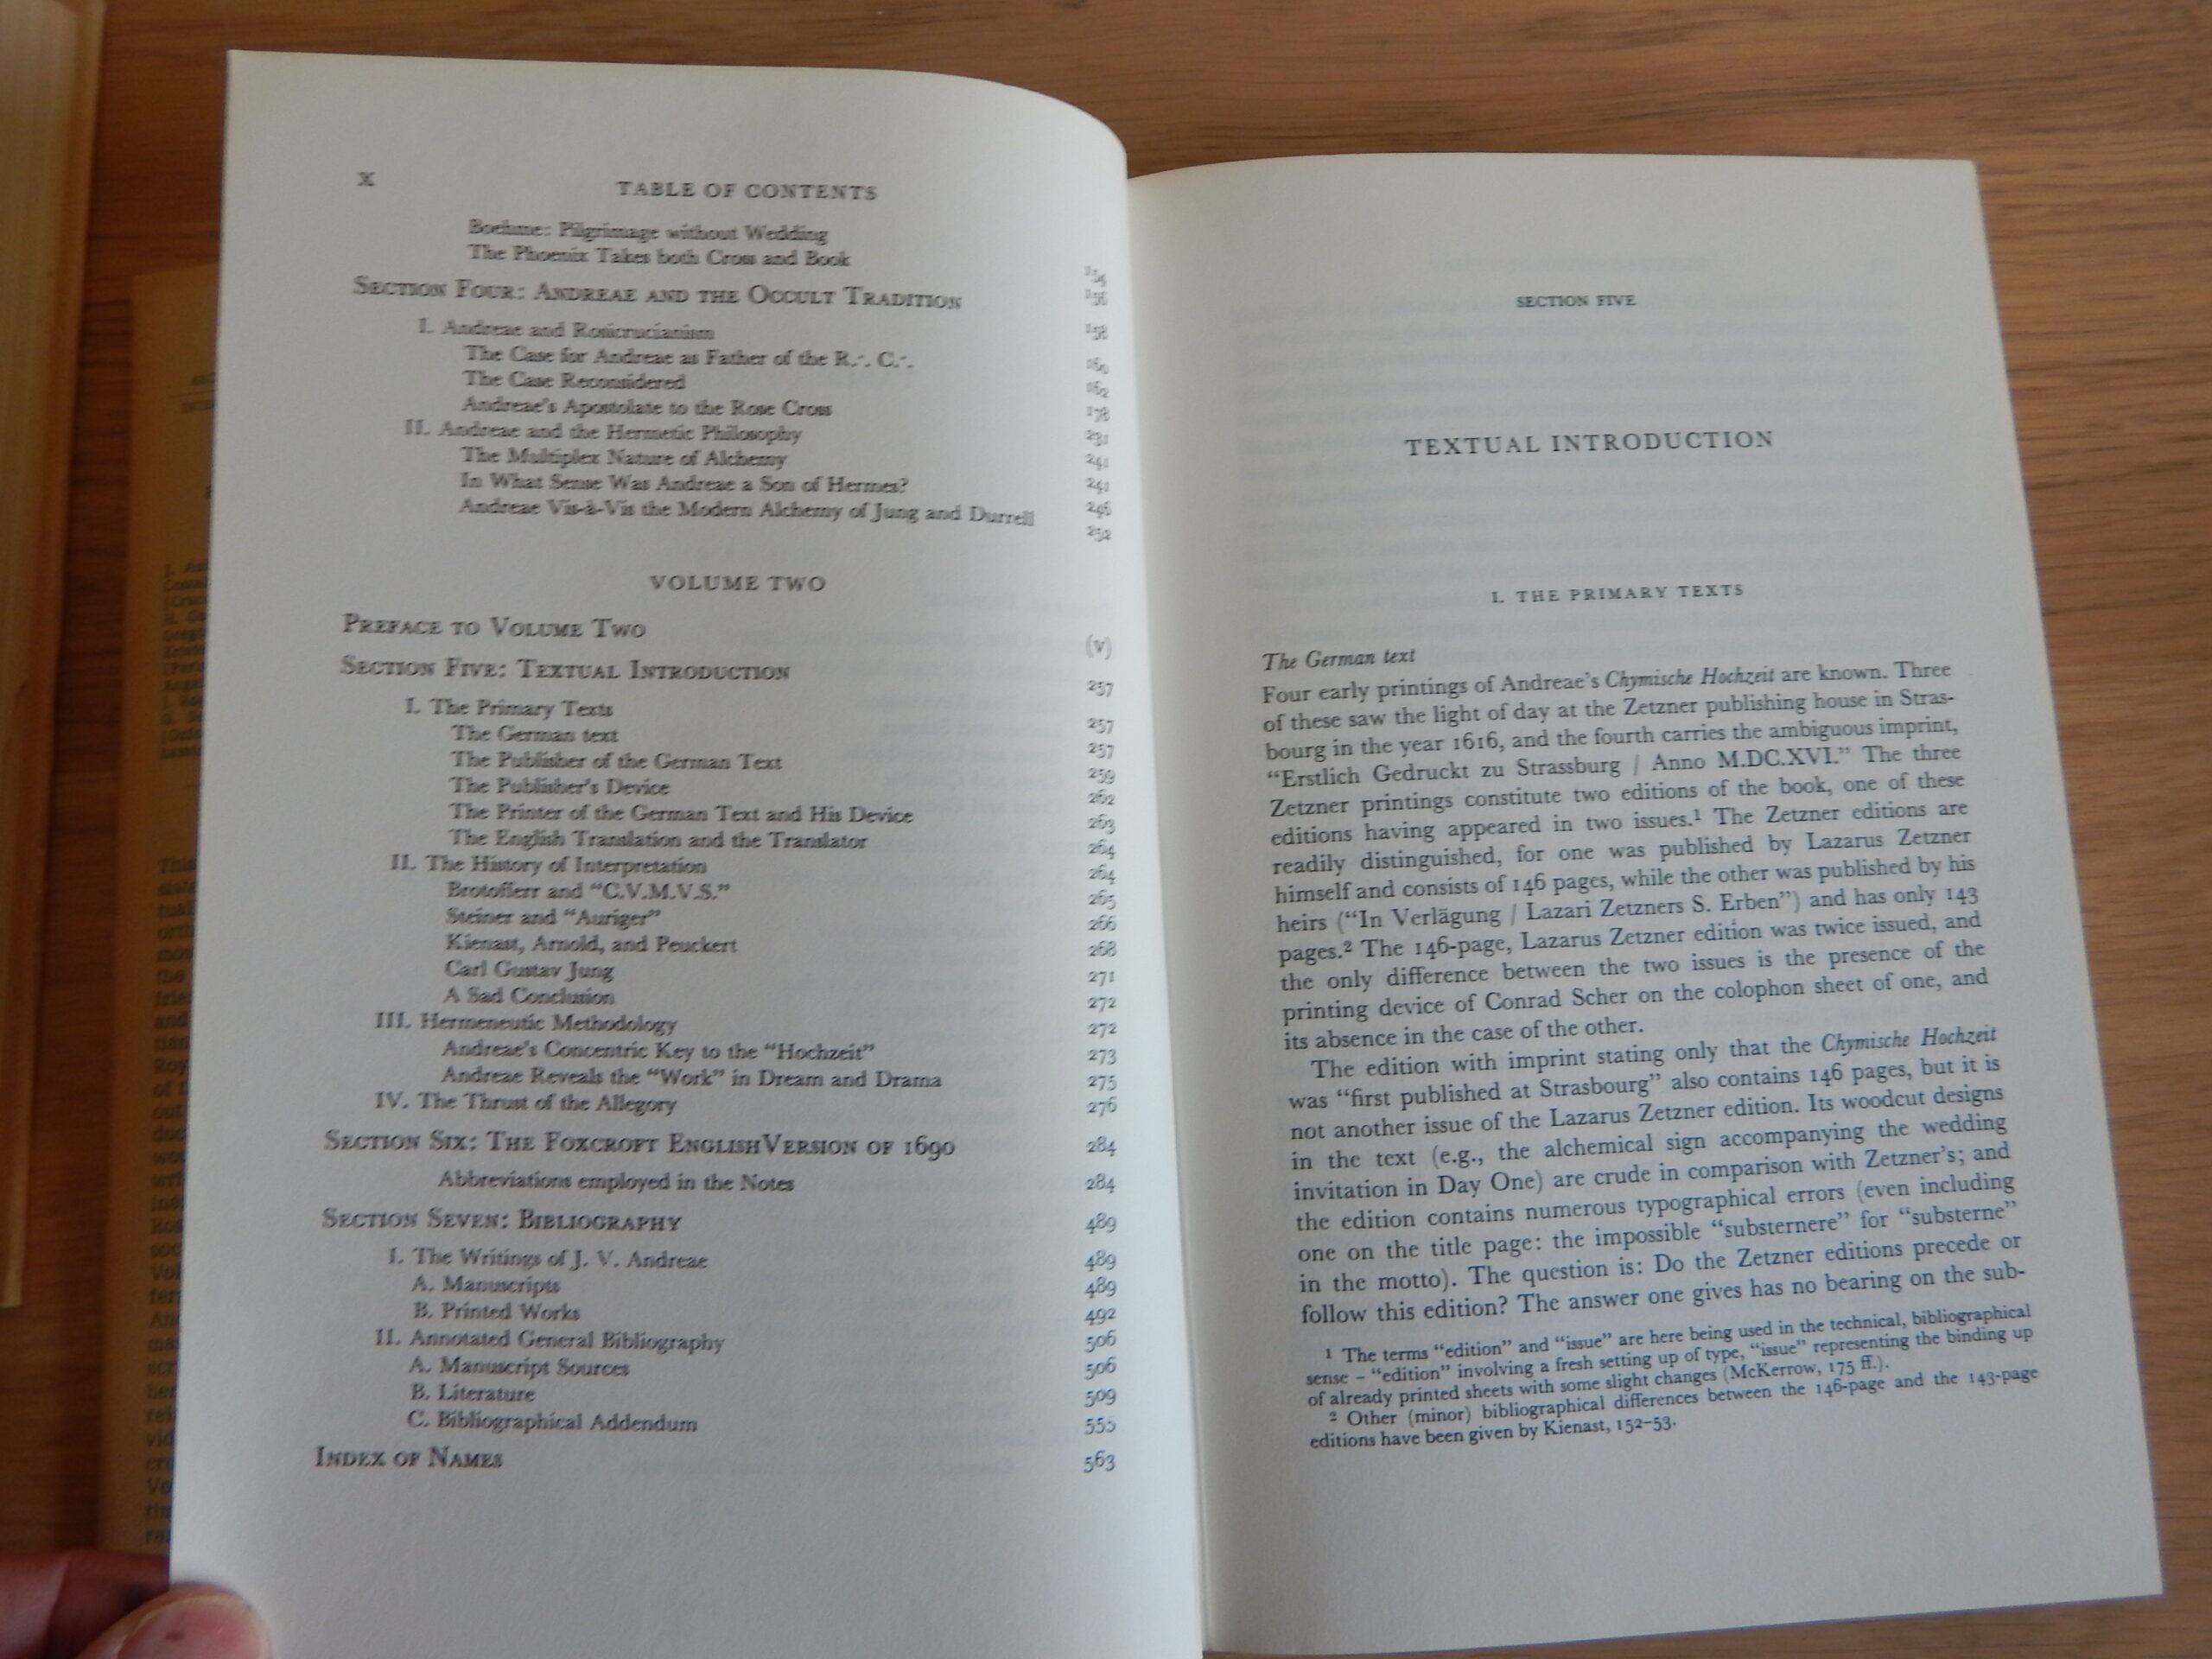 X
TABLE OF CONTENTS
Boehme: Pilgrimage without Wedding 154
The Phoenix Takes both Cross and Book 156
SECTION FOUR: ANDREAE AND THE OCCULT TRADITION 158
I. Andreae and Rosicrucianism 160
The Case for Andreae as Father of the R∴ C∴ 162
The Case Reconsidered 178
Andreae's Apostolate to the Rose Cross 231
II. Andreae and the Hermetic Philosophy 241
The Multiplex Nature of Alchemy 241
In What Sense Was Andreae a Son of Hermes? 246
Andreae Vis-à-Vis the Modern Alchemy of Jung and Durrell 252
VOLUME TWO
PREFACE TO VOLUME TWO (v)
SECTION FIVE: TEXTUAL INTRODUCTION 257
I. The Primary Texts 257
The German text 257
The Publisher of the German Text 259
The Publisher's Device 262
The Printer of the German Text and His Device 263
The English Translation and the Translator 264
II. The History of Interpretation 264
Brotofferr and "C.V.M.V.S." 265
Steiner and "Auriger" 266
Kienast, Arnold, and Peuckert 268
Carl Gustav Jung 271
A Sad Conclusion 272
III. Hermeneutic Methodology 272
Andreae's Concentric Key to the "Hochzeit" 273
Andreae Reveals the "Work" in Dream and Drama 275
IV. The Thrust of the Allegory 276
SECTION SIX: THE FOXCROFT ENGLISH VERSION OF 1690 284
Abbreviations employed in the Notes 284
SECTION SEVEN: BIBLIOGRAPHY 489
I. The Writings of J. V. Andreae 489
A. Manuscripts 489
B. Printed Works 492
II. Annotated General Bibliography 506
A. Manuscript Sources 506
B. Literature 509
C. Bibliographical Addendum 555
INDEX OF NAMES 563
SECTION FIVE
TEXTUAL INTRODUCTION
I. THE PRIMARY TEXTS
The German text
Four early printings of Andreae's Chymische Hochzeit are known. Three
of these saw the light of day at the Zetzner publishing house in Stras-
bourg in the year 1616, and the fourth carries the ambiguous imprint,
"Erstlich Gedruckt zu Strassburg / Anno M.DC.XVI." The three
Zetzner printings constitute two editions of the book, one of these
editions having appeared in two issues.1 The Zetzner editions are
readily distinguished, for one was published by Lazarus Zetzner
himself and consists of 146 pages, while the other was published by his
heirs ("In Verlägung / Lazari Zetzners S. Erben") and has only 143
pages.2 The 146-page, Lazarus Zetzner edition was twice issued, and
the only difference between the two issues is the presence of the
printing device of Conrad Scher on the colophon sheet of one, and
its absence in the case of the other.
The edition with imprint stating only that the Chymische Hochzeit
was "first published at Strasbourg" also contains 146 pages, but it is
not another issue of the Lazarus Zetzner edition. Its woodcut designs
in the text (e.g., the alchemical sign accompanying the wedding
invitation in Day One) are crude in comparison with Zetzner's; and
the edition contains numerous typographical errors (even including
one on the title page: the impossible "substernere" for "substerne"
in the motto). The question is: Do the Zetzner editions precede or
follow this edition? The answer one gives has no bearing on the sub-
1 The terms "edition" and "issue" are here being used in the technical, bibliographical
sense – "edition" involving a fresh setting up of type, "issue" representing the binding up
of already printed sheets with some slight changes (McKerrow, 175 ff.).
2 Other (minor) bibliographical differences between the 146-page and the 143-page
editions have been given by Kienast, 152–53.